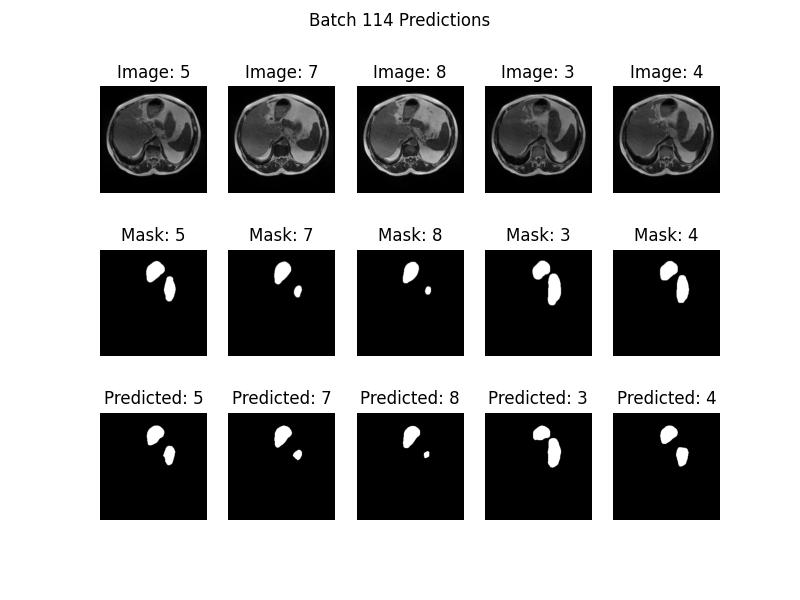 Batch 114 Predictions
Image: 5 Image: 7 Image: 8 Image: 3 Image: 4
Mask: 5 Mask: 7 Mask: 8 Mask: 3 Mask: 4
Predicted: 5 Predicted: 7 Predicted: 8 Predicted: 3 Predicted: 4